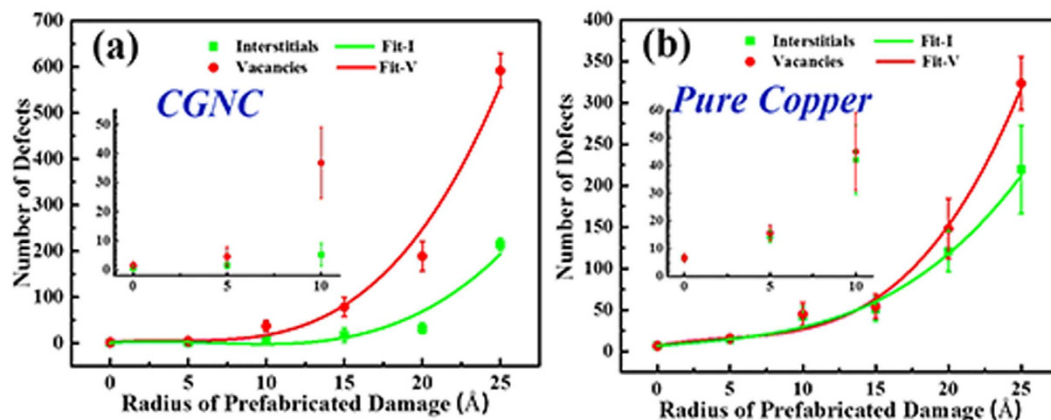 (a)
Interstitials
Fit-I
Vacancies
Fit-V
CGNC
Number of Defects
700
600
500
400
300
200
100
0
50
40
30
20
10
0
0 5 10
0 5 10 15 20 25
Radius of Prefabricated Damage (Å)
(b)
Interstitials
Fit-I
Vacancies
Fit-V
Pure Copper
Number of Defects
400
350
300
250
200
150
100
50
0
60
50
40
30
20
10
0
0 5 10
0 5 10 15 20 25
Radius of Prefabricated Damage (Å)